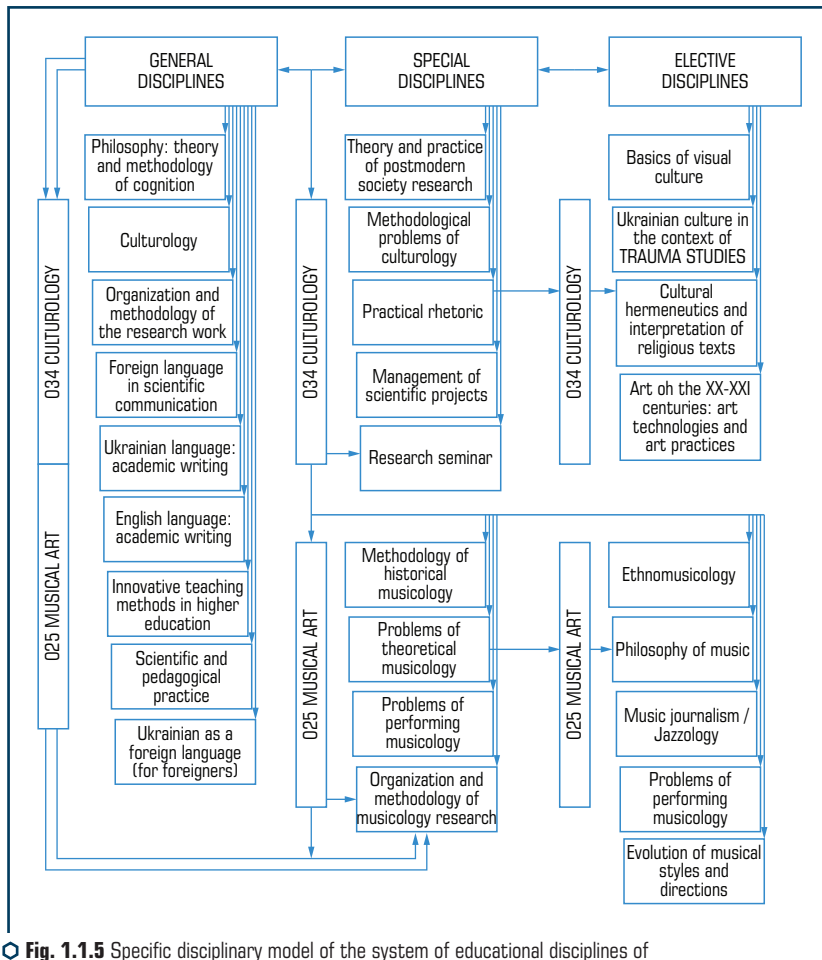 GENERAL
DISCIPLINES
SPECIAL
DISCIPLINES
ELECTIVE
DISCIPLINES
034 CULTUROLOGY
025 MUSICAL ART
Philosophy: theory
and methodology
of cognition
Culturology
Organization and
methodology of
the research work
Foreign language
in scientific
communication
Ukrainian language:
academic writing
English language:
academic writing
Innovative teaching
methods in higher
education
Scientific and
pedagogical
practice
Ukrainian as a
foreign language
(for foreigners)
034 CULTUROLOGY
Theory and practice
of postmodern
society research
Methodological
problems of
culturology
Practical rhetoric
Management of
scientific projects
Research seminar
034 CULTUROLOGY
Basics of visual
culture
Ukrainian culture in
the context of
TRAUMA STUDIES
Cultural
hermeneutics and
interpretation of
religious texts
Art oh the XX-XXI
centuries: art
technologies and
art practices
025 MUSICAL ART
Methodology of
historical
musicology
Problems of
theoretical
musicology
Problems of
performing
musicology
Organization and
methodology of
musicology research
025 MUSICAL ART
Ethnomusicology
Philosophy of music
Music journalism /
Jazzology
Problems of
performing
musicology
Evolution of musical
styles and
directions
Fig. 1.1.5 Specific disciplinary model of the system of educational disciplines of